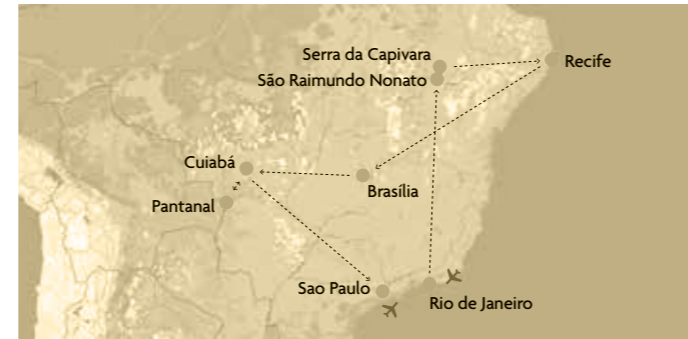 Serra da Capivara
Recife
São Raimundo Nonato
Cuiabá
Brasília
Pantanal
Sao Paulo
Rio de Janeiro